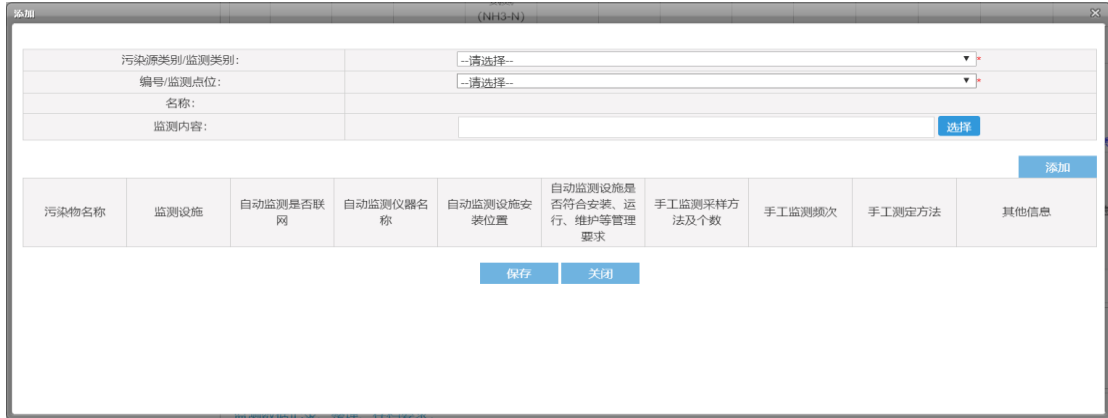 添加
(NH3-N)
污染源类别/监测类别:
--请选择--
*
编号/监测点位:
--请选择--
*
名称:
监测内容:
选择
添加
污染物名称
监测设施
自动监测是否联
网
自动监测仪器名
称
自动监测设施安
装位置
自动监测设施是
否符合安装、运
行、维护等管理
要求
手工监测采样方
法及个数
手工监测频次
手工测定方法
其他信息
保存
关闭